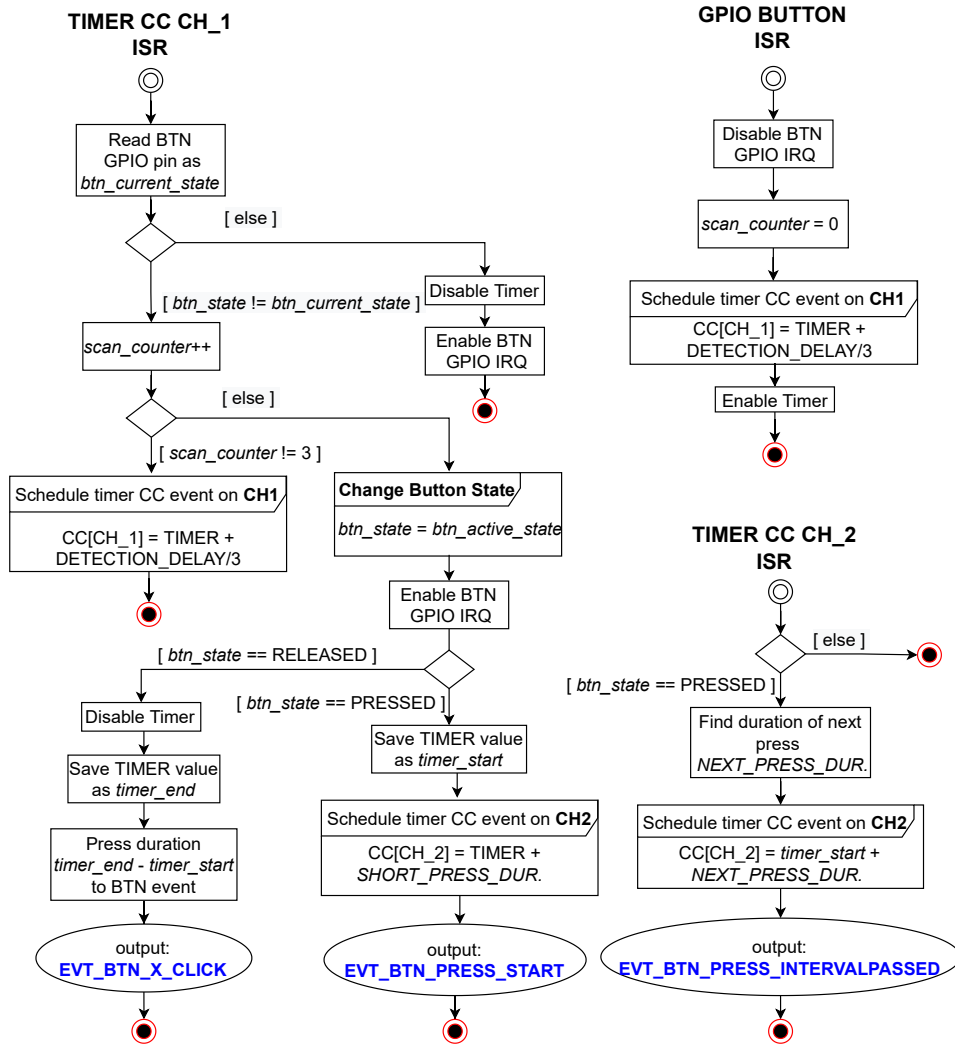 TIMER CC CH_1
ISR
Read BTN
GPIO pin as
btn_current_state
[ else ]
[ btn_state != btn_current_state ]
Disable Timer
Enable BTN
GPIO IRQ
scan_counter++
[ else ]
[ scan_counter != 3 ]
Schedule timer CC event on CH1
CC[CH_1] = TIMER +
DETECTION_DELAY/3
Change Button State
btn_state = btn_active_state
Enable BTN
GPIO IRQ
[ btn_state == RELEASED ]
[ btn_state == PRESSED ]
Disable Timer
Save TIMER value
as timer_end
Press duration
timer_end - timer_start
to BTN event
output:
EVT_BTN_X_CLICK
Save TIMER value
as timer_start
Schedule timer CC event on CH2
CC[CH_2] = TIMER +
SHORT_PRESS_DUR.
output:
EVT_BTN_PRESS_START
GPIO BUTTON
ISR
Disable BTN
GPIO IRQ
scan_counter = 0
Schedule timer CC event on CH1
CC[CH_1] = TIMER +
DETECTION_DELAY/3
Enable Timer
TIMER CC CH_2
ISR
[ else ]
[ btn_state == PRESSED ]
Find duration of next
press
NEXT_PRESS_DUR.
Schedule timer CC event on CH2
CC[CH_2] = timer_start +
NEXT_PRESS_DUR.
output:
EVT_BTN_PRESS_INTERVALPASSED